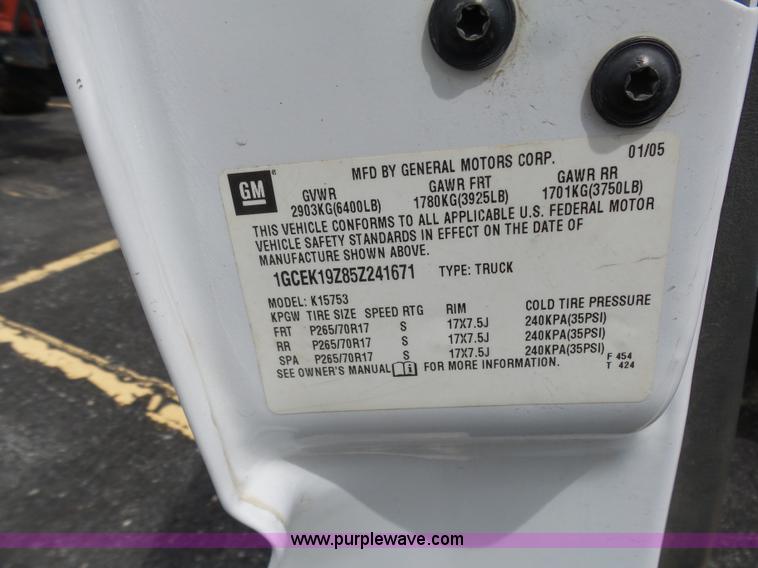 MFD BY GENERAL MOTORS CORP. 01/05
GM
GVWR GAWR FRT GAWR RR
2903KG(6400LB) 1780KG(3925LB) 1701KG(3750LB)
THIS VEHICLE CONFORMS TO ALL APPLICABLE U.S. FEDERAL MOTOR
VEHICLE SAFETY STANDARDS IN EFFECT ON THE DATE OF
MANUFACTURE SHOWN ABOVE.
1GCEK19Z85Z241671 TYPE: TRUCK
MODEL: K15753
KPGW TIRE SIZE SPEED RTG RIM COLD TIRE PRESSURE
FRT P265/70R17 S 17X7.5J 240KPA(35PSI)
RR P265/70R17 S 17X7.5J 240KPA(35PSI)
SPA P265/70R17 S 17X7.5J 240KPA(35PSI)
SEE OWNER'S MANUAL i FOR MORE INFORMATION.
F 454
T 424
www.purplewave.com